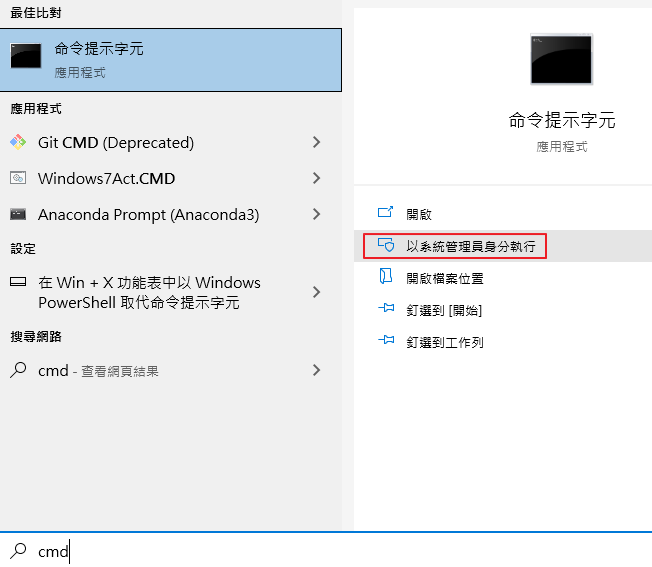 最佳比對
命令提示字元
應用程式
應用程式
Git CMD (Deprecated)
Windows7Act.CMD
Anaconda Prompt (Anaconda3)
設定
在 Win + X 功能表中以 Windows
PowerShell 取代命令提示字元
搜尋網路
cmd - 查看網頁結果
命令提示字元
應用程式
開啟
以系統管理員身分執行
開啟檔案位置
釘選到 [開始]
釘選到工作列
cmd